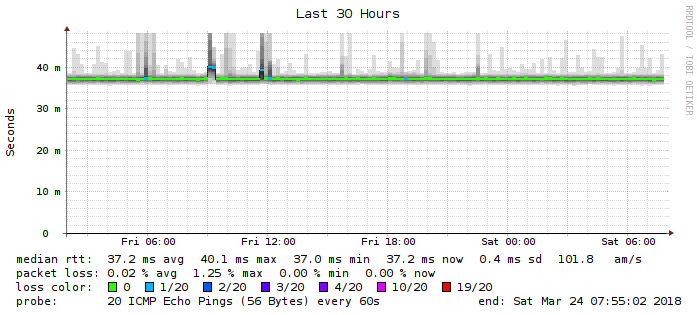 Last 30 Hours
RRDTOOL / TOBI OETIKER
Seconds
40 m
30 m
20 m
10 m
0
Fri 06:00 Fri 12:00 Fri 18:00 Sat 00:00 Sat 06:00
median rtt: 37.2 ms avg 40.1 ms max 37.0 ms min 37.2 ms now 0.4 ms sd 101.8 am/s
packet loss: 0.02 % avg 1.25 % max 0.00 % min 0.00 % now
loss color: 0 1/20 2/20 3/20 4/20 10/20 19/20
probe: 20 ICMP Echo Pings (56 Bytes) every 60s end: Sat Mar 24 07:55:02 2018